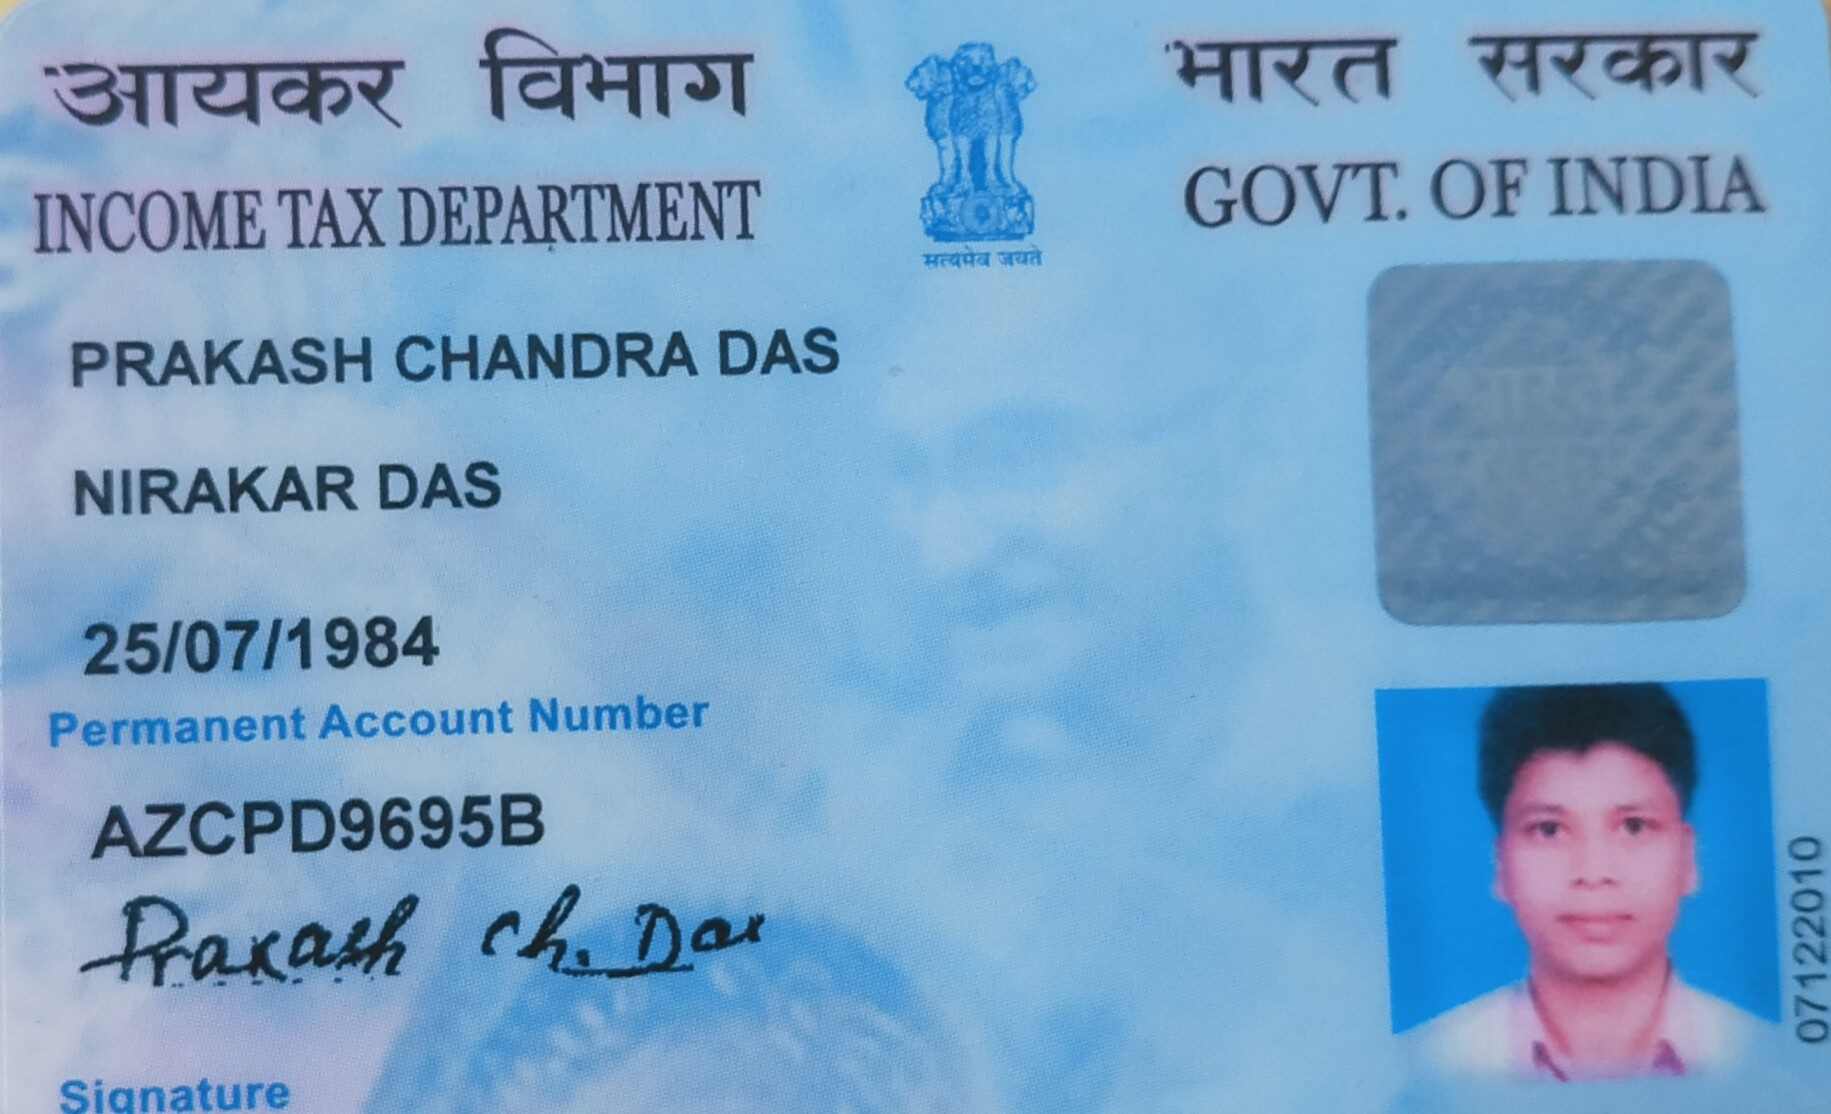 आयकर विभाग
INCOME TAX DEPARTMENT
भारत सरकार
GOVT. OF INDIA
सत्यमेव जयते
PRAKASH CHANDRA DAS
NIRAKAR DAS
25/07/1984
Permanent Account Number
AZCPD9695B
Prakash Ch. Das
Signature
07122010